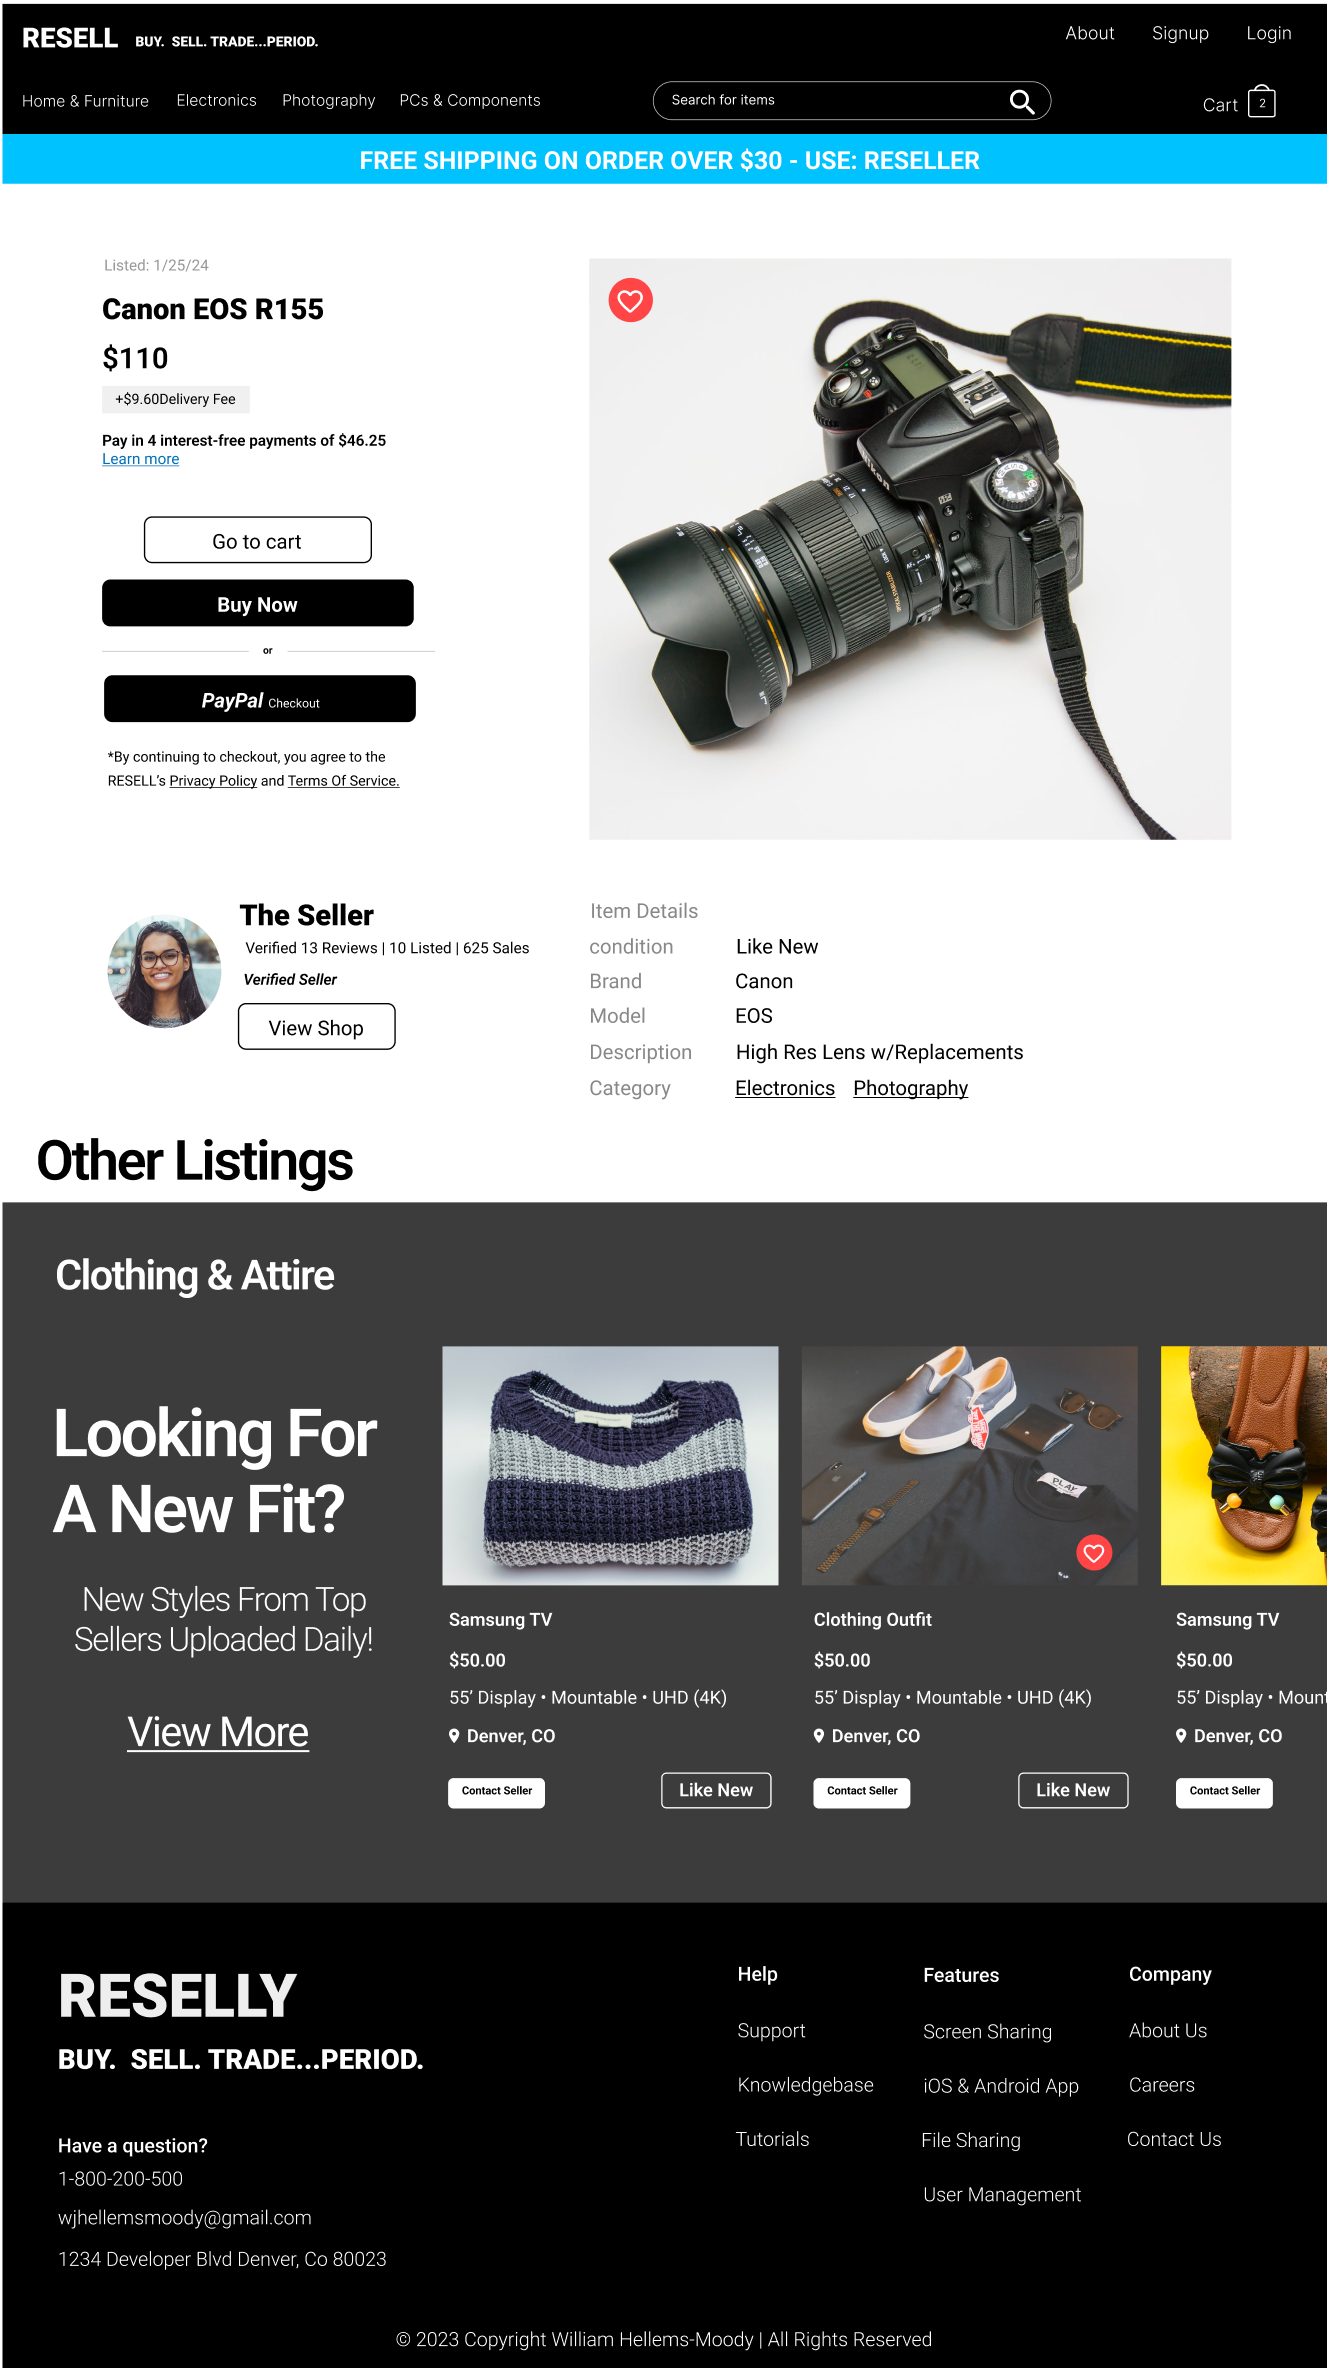 RESELL BUY. SELL. TRADE...PERIOD.
About Signup Login
Home & Furniture Electronics Photography PCs & Components
Search for items
Cart 2
FREE SHIPPING ON ORDER OVER $30 - USE: RESELLER
Listed: 1/25/24
Canon EOS R155
$110
+$9.60Delivery Fee
Pay in 4 interest-free payments of $46.25
Learn more
Go to cart
Buy Now
or
PayPal Checkout
*By continuing to checkout, you agree to the
RESELL's Privacy Policy and Terms Of Service.
Nikon
OPTICAL STABILIZER
The Seller
Verified 13 Reviews | 10 Listed | 625 Sales
Verified Seller
View Shop
Item Details
condition Like New
Brand Canon
Model EOS
Description High Res Lens w/Replacements
Category Electronics Photography
Other Listings
Clothing & Attire
Looking For
A New Fit?
New Styles From Top
Sellers Uploaded Daily!
View More
PLAY
Samsung TV
$50.00
55’ Display • Mountable • UHD (4K)
Denver, CO
Contact Seller Like New
Clothing Outfit
$50.00
55’ Display • Mountable • UHD (4K)
Denver, CO
Contact Seller Like New
Samsung TV
$50.00
55’ Display • Mount
Denver, CO
Contact Seller
RESELLY
BUY. SELL. TRADE...PERIOD.
Have a question?
1-800-200-500
wjhellemsmoody@gmail.com
1234 Developer Blvd Denver, Co 80023
Help
Support
Knowledgebase
Tutorials
Features
Screen Sharing
iOS & Android App
File Sharing
User Management
Company
About Us
Careers
Contact Us
© 2023 Copyright William Hellems-Moody | All Rights Reserved